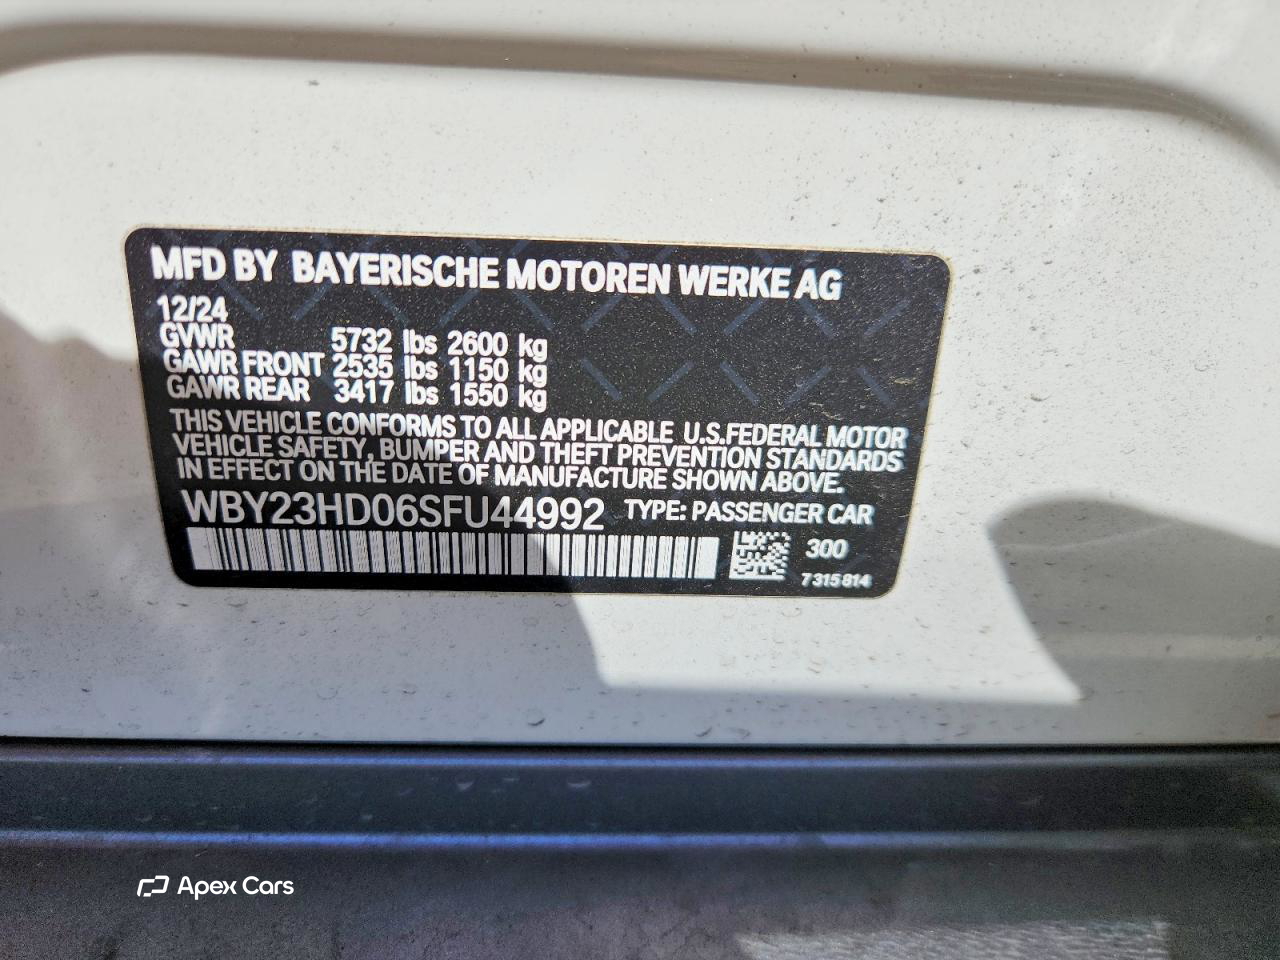 MFD BY BAYERISCHE MOTOREN WERKE AG
12/24
GVWR 5732 lbs 2600 kg
GAWR FRONT 2535 lbs 1150 kg
GAWR REAR 3417 lbs 1550 kg
THIS VEHICLE CONFORMS TO ALL APPLICABLE U.S.FEDERAL MOTOR
VEHICLE SAFETY, BUMPER AND THEFT PREVENTION STANDARDS
IN EFFECT ON THE DATE OF MANUFACTURE SHOWN ABOVE.
WBY23HD06SFU44992 TYPE: PASSENGER CAR
300
7 315 814
Apex Cars